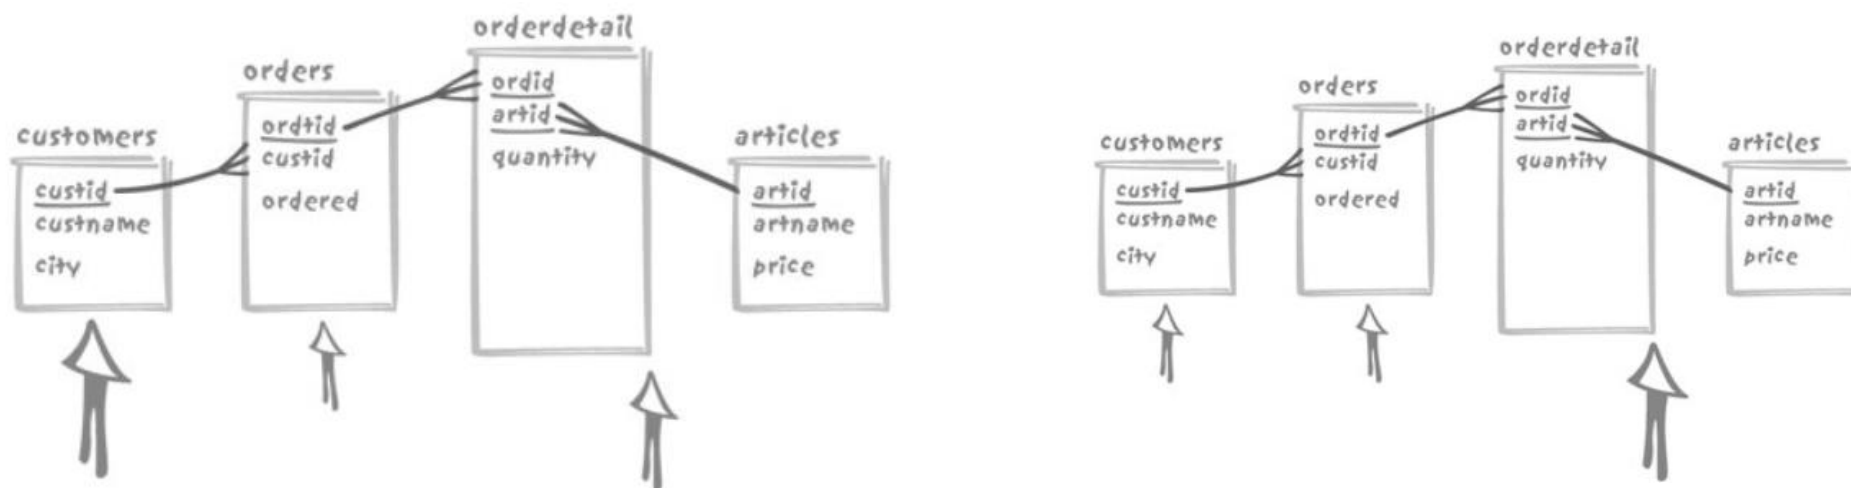 customers
custid
custname
city
orders
ordtid
custid
ordered
orderdetail
ordid
artid
quantity
articles
artid
artname
price
customers
custid
custname
city
orders
ordtid
custid
ordered
orderdetail
ordid
artid
quantity
articles
artid
artname
price